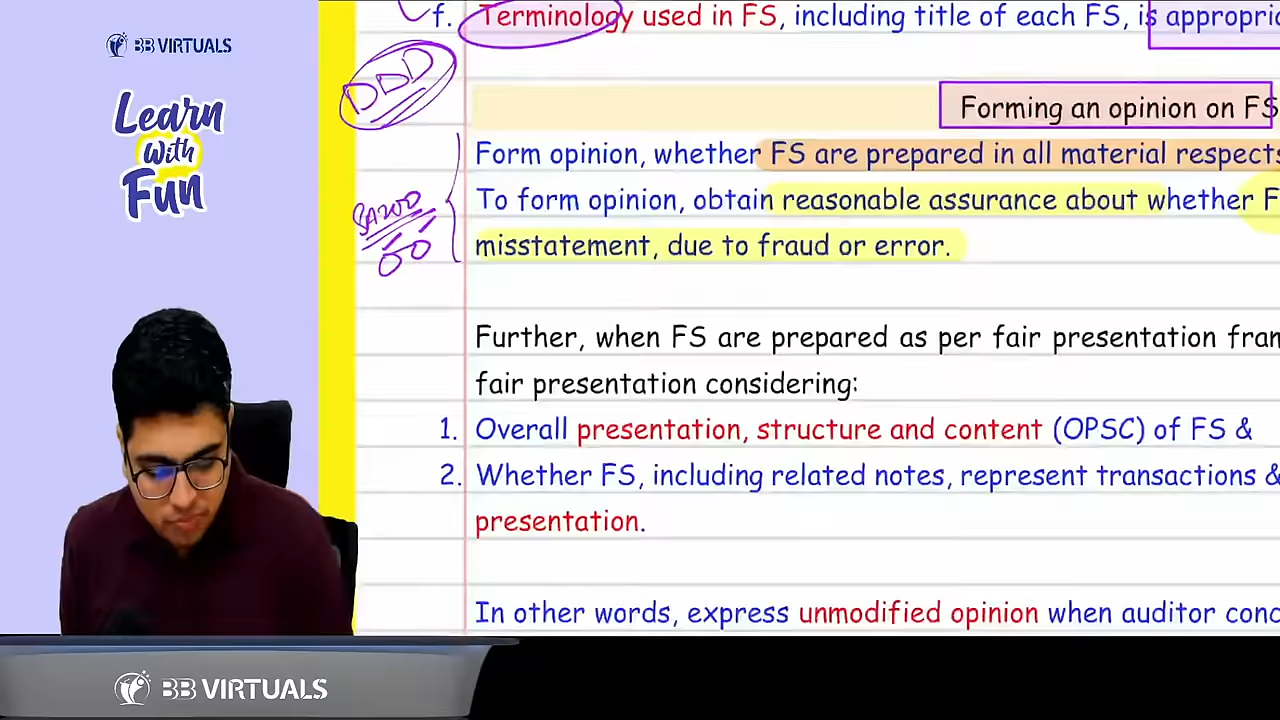 f. Terminology used in FS, including title of each FS, is appropri
BB VIRTUALS
Learn
With
Fun
DDD
Forming an opinion on FS
Form opinion, whether FS are prepared in all material respects
To form opinion, obtain reasonable assurance about whether F
SA200
misstatement, due to fraud or error.
Further, when FS are prepared as per fair presentation fram
fair presentation considering:
1. Overall presentation, structure and content (OPSC) of FS &
2. Whether FS, including related notes, represent transactions &
presentation.
In other words, express unmodified opinion when auditor conc
BB VIRTUALS